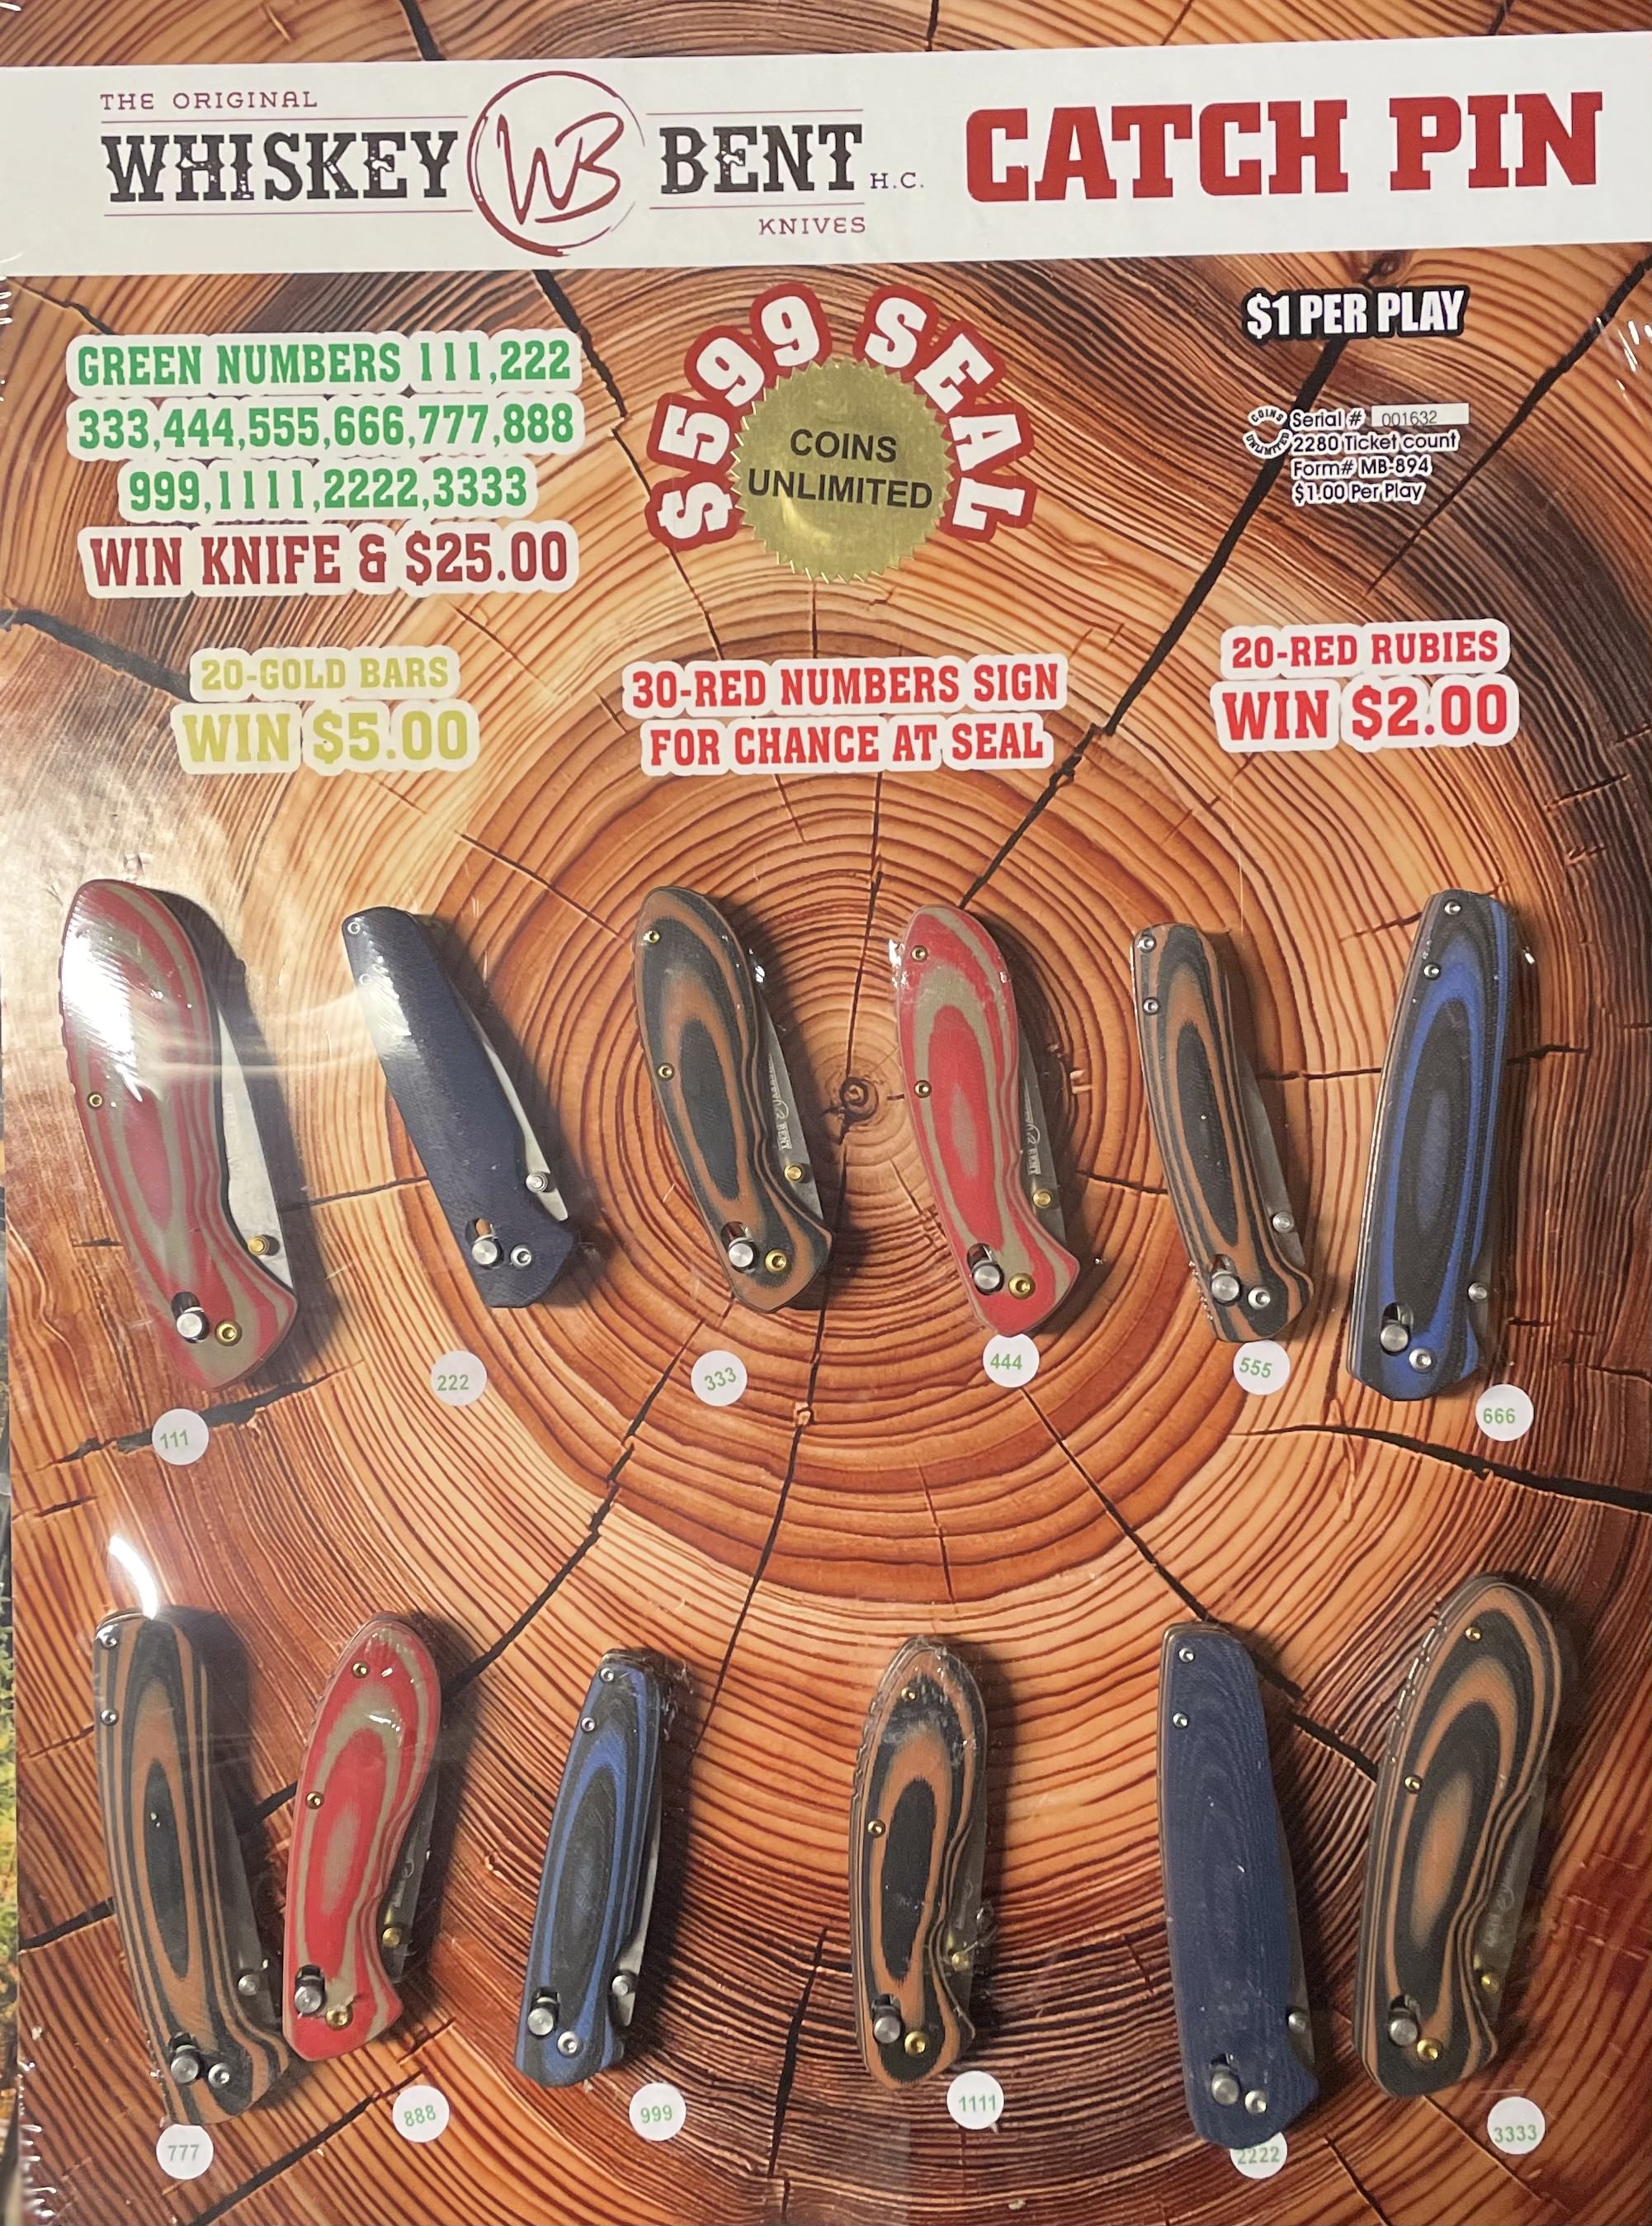 THE ORIGINAL
WHISKEY WB BENT H.C.
KNIVES
CATCH PIN
$1 PER PLAY
GREEN NUMBERS 111,222
333,444,555,666,777,888
999,1111,2222,3333
WIN KNIFE & $25.00
$599 SEAL
COINS
UNLIMITED
COINS UNLIMITED
Serial # 001632
2280 Ticket count
Form# MB-894
$1.00 Per Play
20-GOLD BARS
WIN $5.00
30-RED NUMBERS SIGN
FOR CHANCE AT SEAL
20-RED RUBIES
WIN $2.00
BENT
BENT
111
222
333
444
555
666
777
888
999
1111
2222
3333